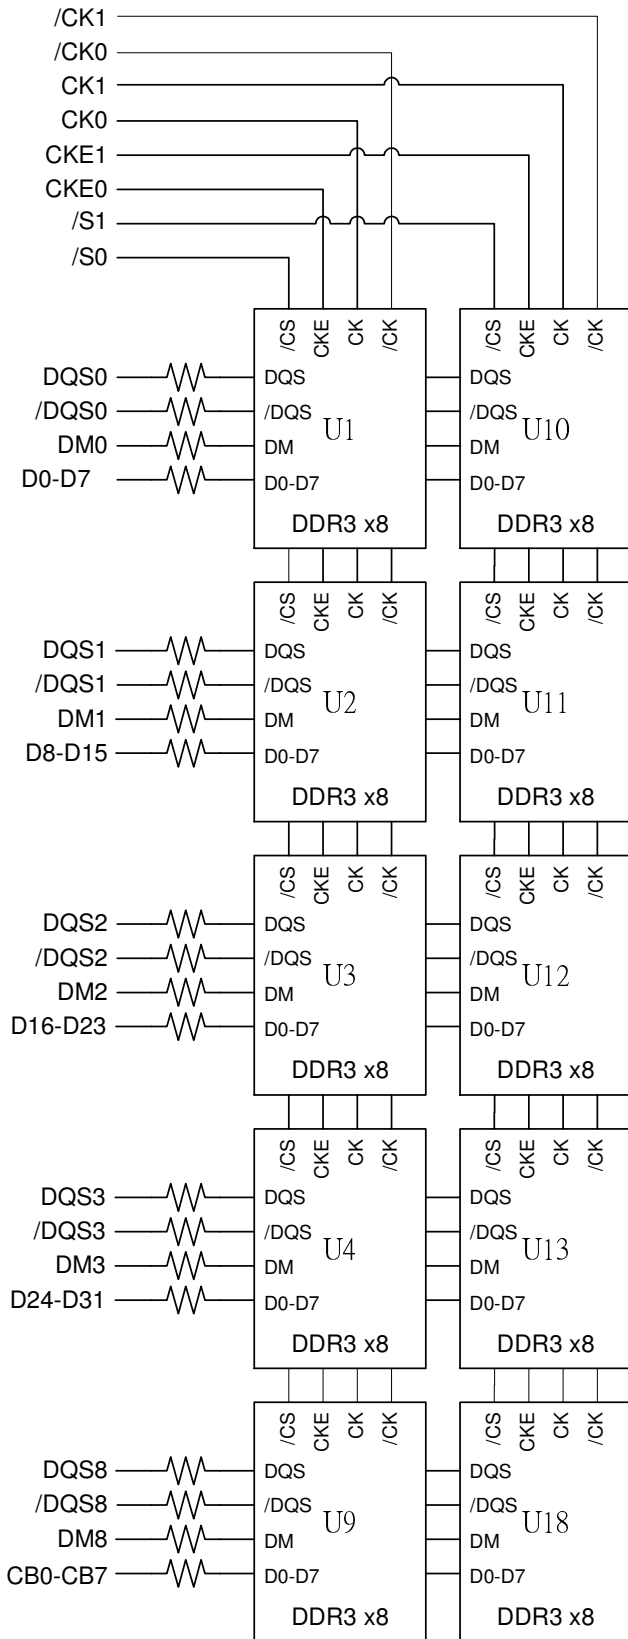 /CK1
/CK0
CK1
CK0
CKE1
CKE0
/S1
/S0
/CS CKE CK /CK /CS CKE CK /CK
DQS0 DQS DQS
/DQS0 /DQS /DQS
U1 U10
DM0 DM DM
D0-D7 D0-D7 D0-D7
DDR3 x8 DDR3 x8
/CS CKE CK /CK /CS CKE CK /CK
DQS1 DQS DQS
/DQS1 /DQS /DQS
U2 U11
DM1 DM DM
D8-D15 D0-D7 D0-D7
DDR3 x8 DDR3 x8
/CS CKE CK /CK /CS CKE CK /CK
DQS2 DQS DQS
/DQS2 /DQS /DQS
U3 U12
DM2 DM DM
D16-D23 D0-D7 D0-D7
DDR3 x8 DDR3 x8
/CS CKE CK /CK /CS CKE CK /CK
DQS3 DQS DQS
/DQS3 /DQS /DQS
U4 U13
DM3 DM DM
D24-D31 D0-D7 D0-D7
DDR3 x8 DDR3 x8
/CS CKE CK /CK /CS CKE CK /CK
DQS8 DQS DQS
/DQS8 /DQS /DQS
U9 U18
DM8 DM DM
CB0-CB7 D0-D7 D0-D7
DDR3 x8 DDR3 x8